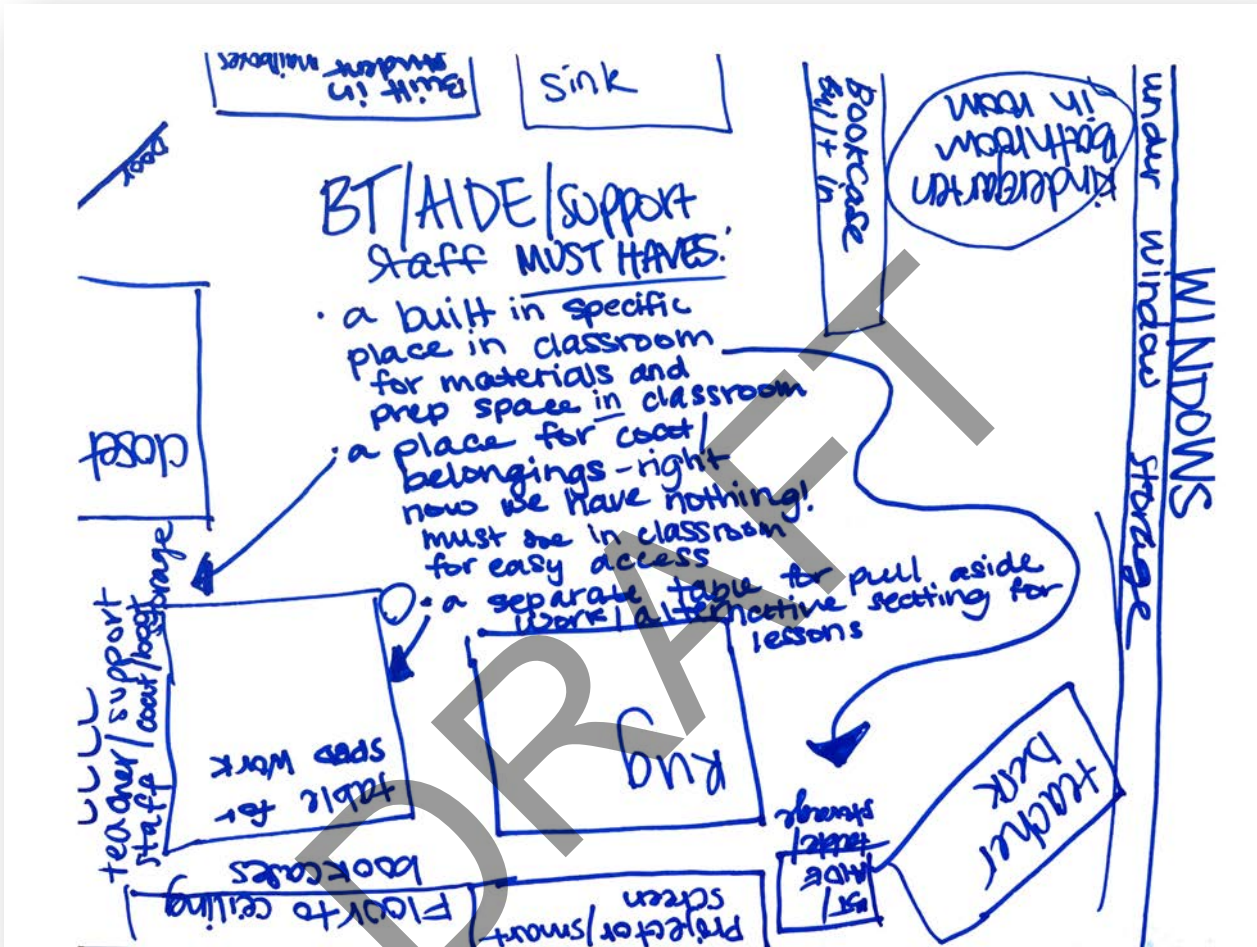 Built in
student
mailboxes
sink
Bookcase
built in
Kindergarten
bathroom
in room
under window storage
WINDOWS
Door
BT/AIDE/support
Staff MUST HAVES:
· a built in specific
place in classroom
for materials and
prep space in classroom
· a place for coat/
belongings - right
now we have nothing!
must be in classroom
for easy access
· a separate table for pull aside
work/alternative seating for
lessons
closet
teacher/support
staff/coat/boot
storage
table for
sped work
Rug
Teacher
Desk
BT/
AIDE
table/
storage
Floor to ceiling
bookcases
Projector/smart
screen
DRAFT